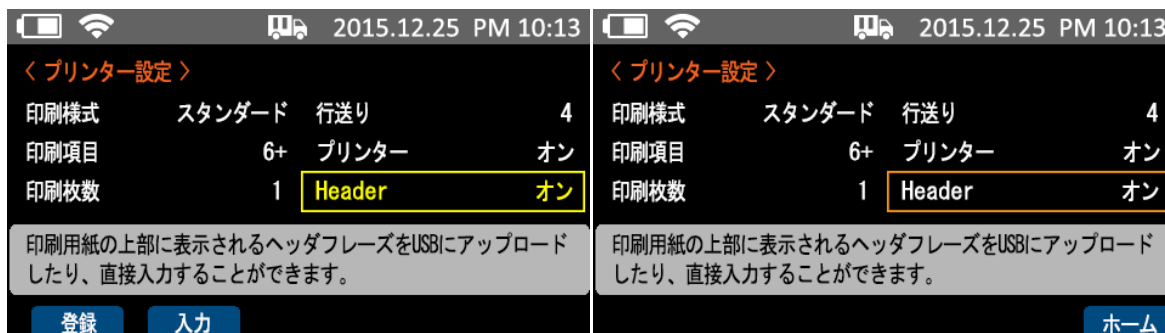 2015.12.25 PM 10:13
〈 プリンター設定 〉
印刷様式 スタンダード 行送り 4
印刷項目 6+ プリンター オン
印刷枚数 1 Header オン
印刷用紙の上部に表示されるヘッダフレーズをUSBにアップロード
したり、直接入力することができます。
登録 入力
2015.12.25 PM 10:13
〈 プリンター設定 〉
印刷様式 スタンダード 行送り 4
印刷項目 6+ プリンター オン
印刷枚数 1 Header オン
印刷用紙の上部に表示されるヘッダフレーズをUSBにアップロード
したり、直接入力することができます。
ホーム